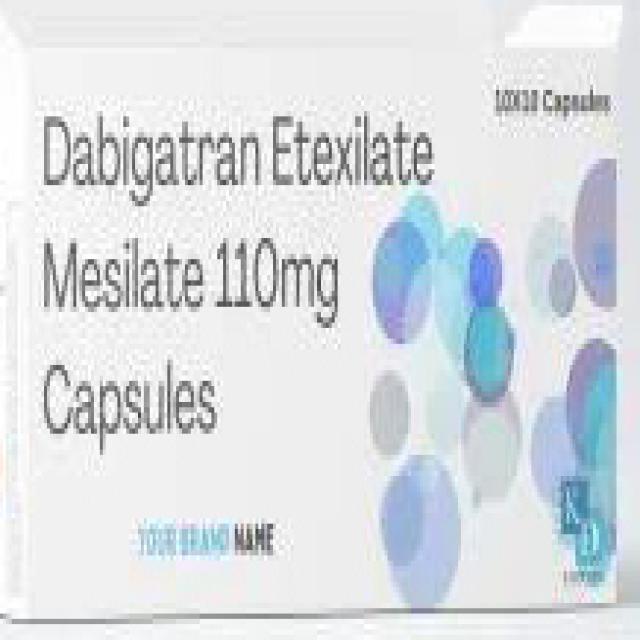 10X10 Capsules
Dabigatran Etexilate
Mesilate 110mg
Capsules
YOUR BRAND NAME